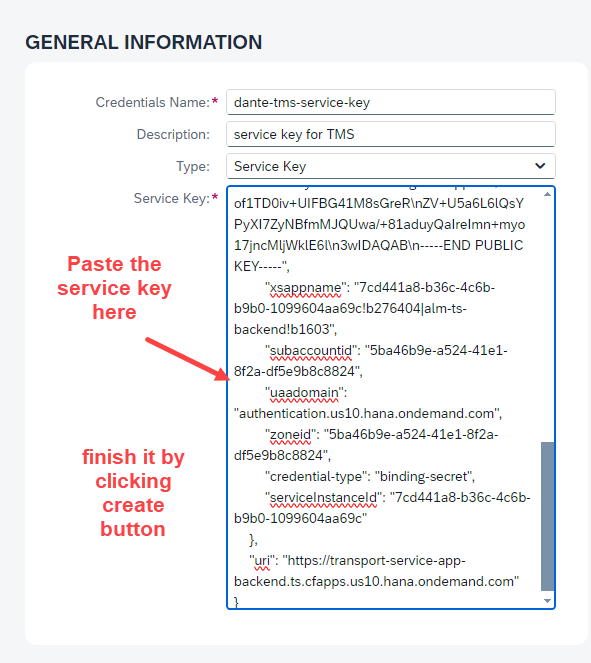 GENERAL INFORMATION
Credentials Name:* dante-tms-service-key
Description: service key for TMS
Type: Service Key
Service Key:*
of1TD0iv+UIFBG41M8sGreR\nZV+U5a6L6lQsY
PyXI7ZyNBfmMJQUwa/+81aduyQaIreImn+myo
17jncMljWklE6l\n3wIDAQAB\n-----END PUBLIC
KEY-----",
"xsappname": "7cd441a8-b36c-4c6b-
b9b0-1099604aa69c!b276404|alm-ts-
backend!b1603",
"subaccountid": "5ba46b9e-a524-41e1-
8f2a-df5e9b8c8824",
"uaadomain":
"authentication.us10.hana.ondemand.com",
"zoneid": "5ba46b9e-a524-41e1-8f2a-
df5e9b8c8824",
"credential-type": "binding-secret",
"serviceInstanceId": "7cd441a8-b36c-4c6b-
b9b0-1099604aa69c"
},
"uri": "https://transport-service-app-
backend.ts.cfapps.us10.hana.ondemand.com"
}
Paste the
service key
here
finish it by
clicking
create
button